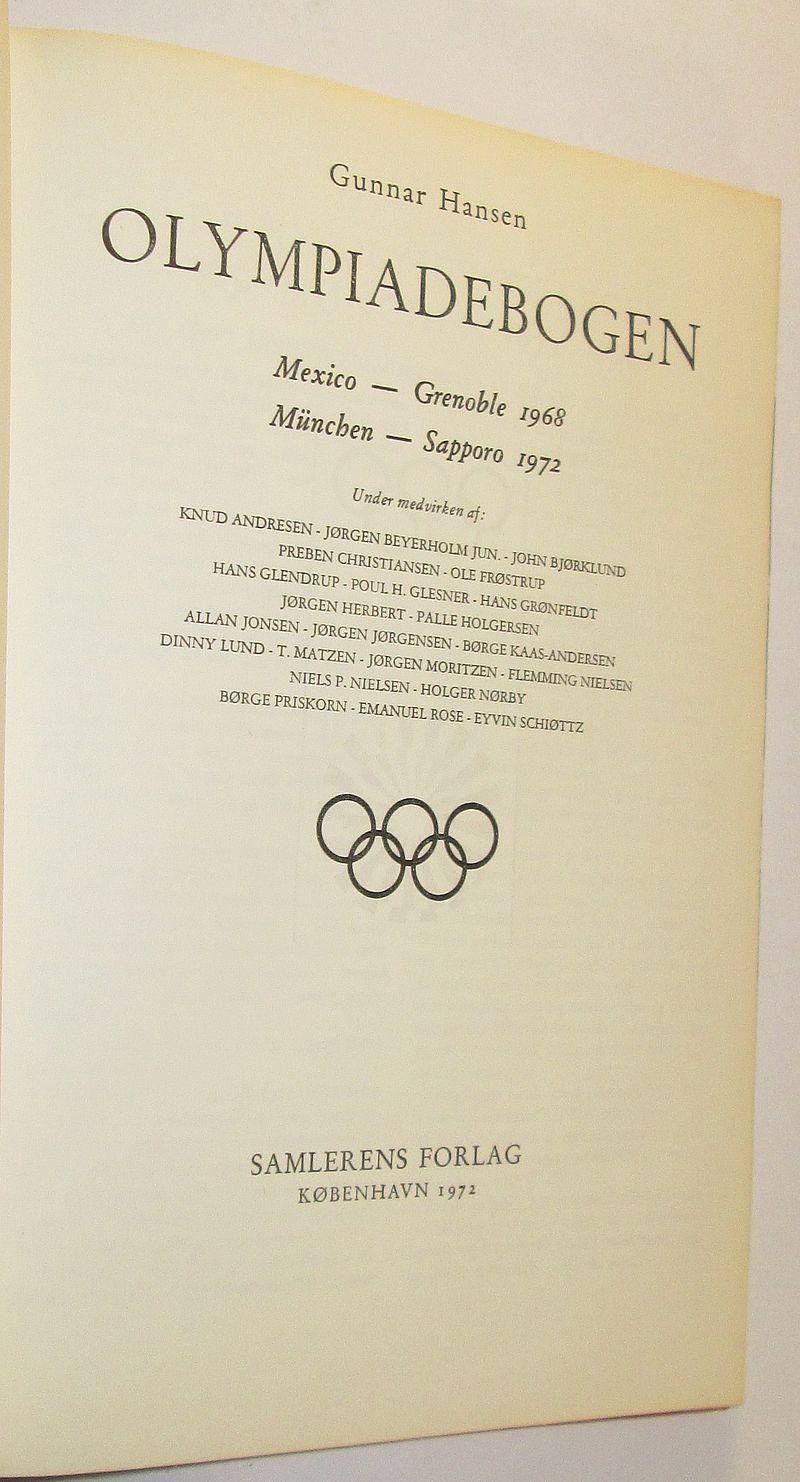 Gunnar Hansen
OLYMPIADEBOGEN
Mexico — Grenoble 1968
München — Sapporo 1972
Under medvirken af:
KNUD ANDRESEN - JØRGEN BEYERHOLM JUN. - JOHN BJØRKLUND
PREBEN CHRISTIANSEN - OLE FRØSTRUP
HANS GLENDRUP - POUL H. GLESNER - HANS GRØNFELDT
JØRGEN HERBERT - PALLE HOLGERSEN
ALLAN JONSEN - JØRGEN JØRGENSEN - BØRGE KAAS-ANDERSEN
DINNY LUND - T. MATZEN - JØRGEN MORITZEN - FLEMMING NIELSEN
NIELS P. NIELSEN - HOLGER NØRBY
BØRGE PRISKORN - EMANUEL ROSE - EYVIN SCHIØTTZ
SAMLERENS FORLAG
KØBENHAVN 1972